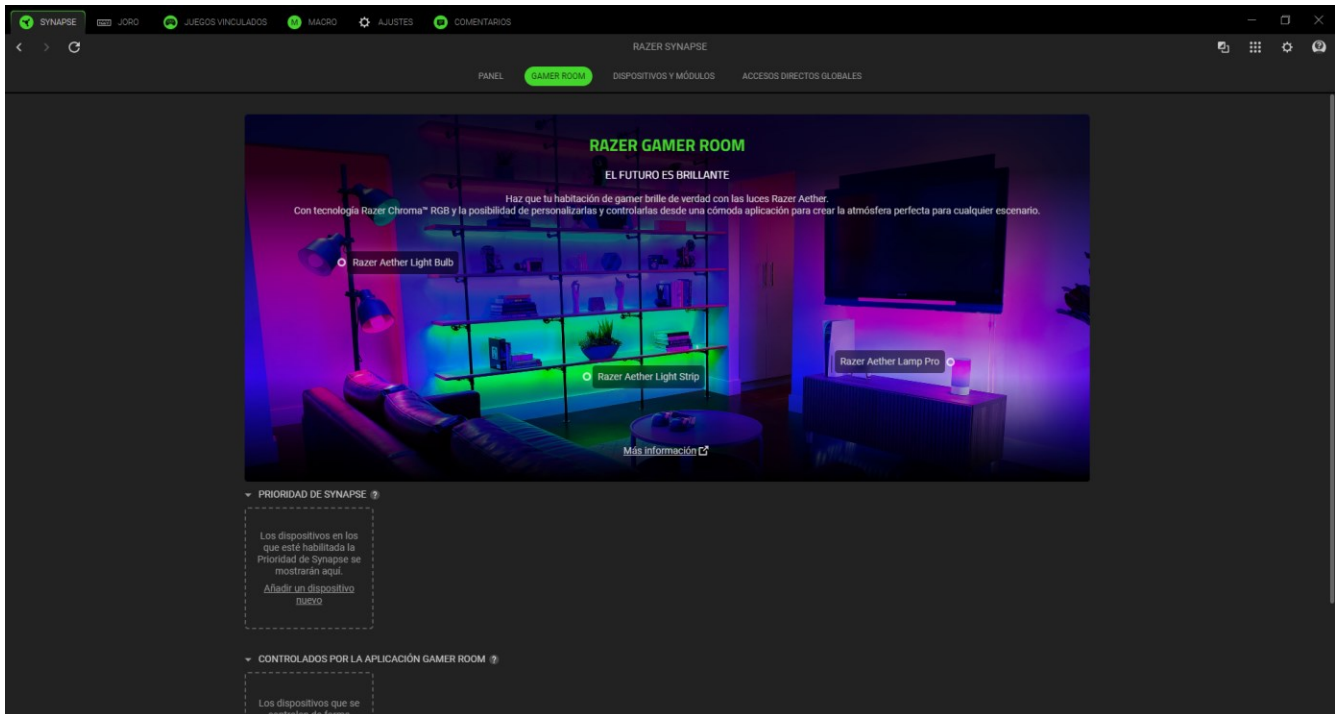 SYNAPSE
JORO
JUEGOS VINCULADOS
M MACRO
AJUSTES
COMENTARIOS
RAZER SYNAPSE
PANEL
GAMER ROOM
DISPOSITIVOS Y MÓDULOS
ACCESOS DIRECTOS GLOBALES
RAZER GAMER ROOM
EL FUTURO ES BRILLANTE
Haz que tu habitación de gamer brille de verdad con las luces Razer Aether.
Con tecnología Razer Chroma™ RGB y la posibilidad de personalizarlas y controlarlas desde una cómoda aplicación para crear la atmósfera perfecta para cualquier escenario.
Razer Aether Light Bulb
Razer Aether Lamp Pro
Razer Aether Light Strip
Más información
PRIORIDAD DE SYNAPSE ?
Los dispositivos en los
que esté habilitada la
Prioridad de Synapse se
mostrarán aquí.
Añadir un dispositivo
nuevo
CONTROLADOS POR LA APLICACIÓN GAMER ROOM ?
Los dispositivos que se
controlan de forma